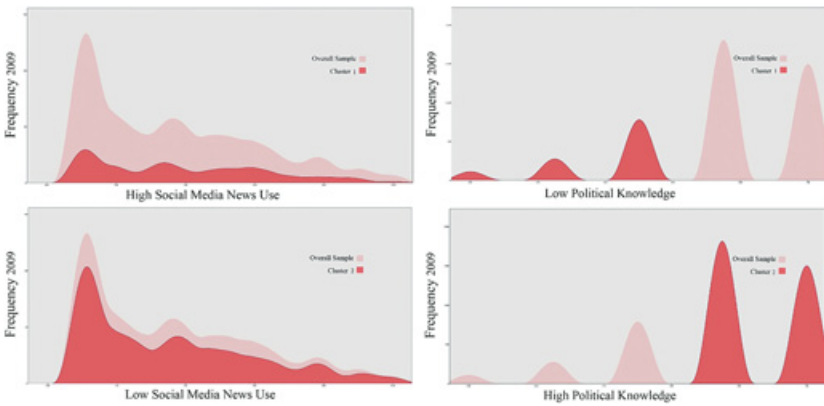 Frequency 2009
Overall Sample
Cluster 1
High Social Media News Use
Frequency 2009
Overall Sample
Cluster 1
Low Political Knowledge
Frequency 2009
Overall Sample
Cluster 2
Low Social Media News Use
Frequency 2009
Overall Sample
Cluster 2
High Political Knowledge